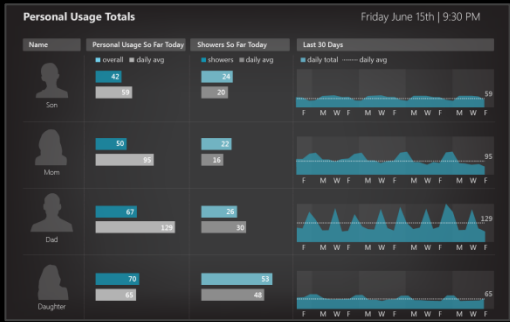 Personal Usage Totals
Friday June 15th | 9:30 PM
Name
Personal Usage So Far Today
Showers So Far Today
Last 30 Days
overall daily avg
showers daily avg
daily total daily avg
Son
42
59
24
20
59
F M W F M W F M W F M W F
Mom
50
95
22
16
95
F M W F M W F M W F M W F
Dad
67
129
26
30
129
F M W F M W F M W F M W F
Daughter
70
65
53
48
65
F M W F M W F M W F M W F